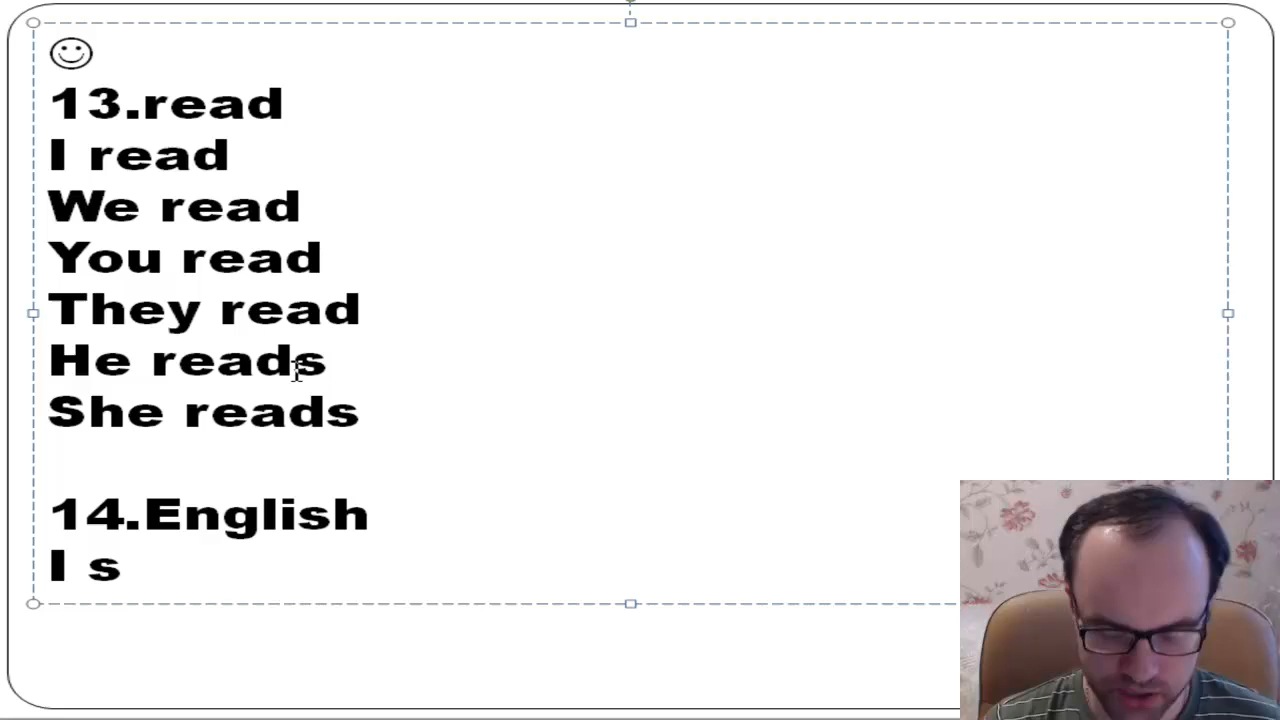 13.read
I read
We read
You read
They read
He reads
She reads
14.English
I s